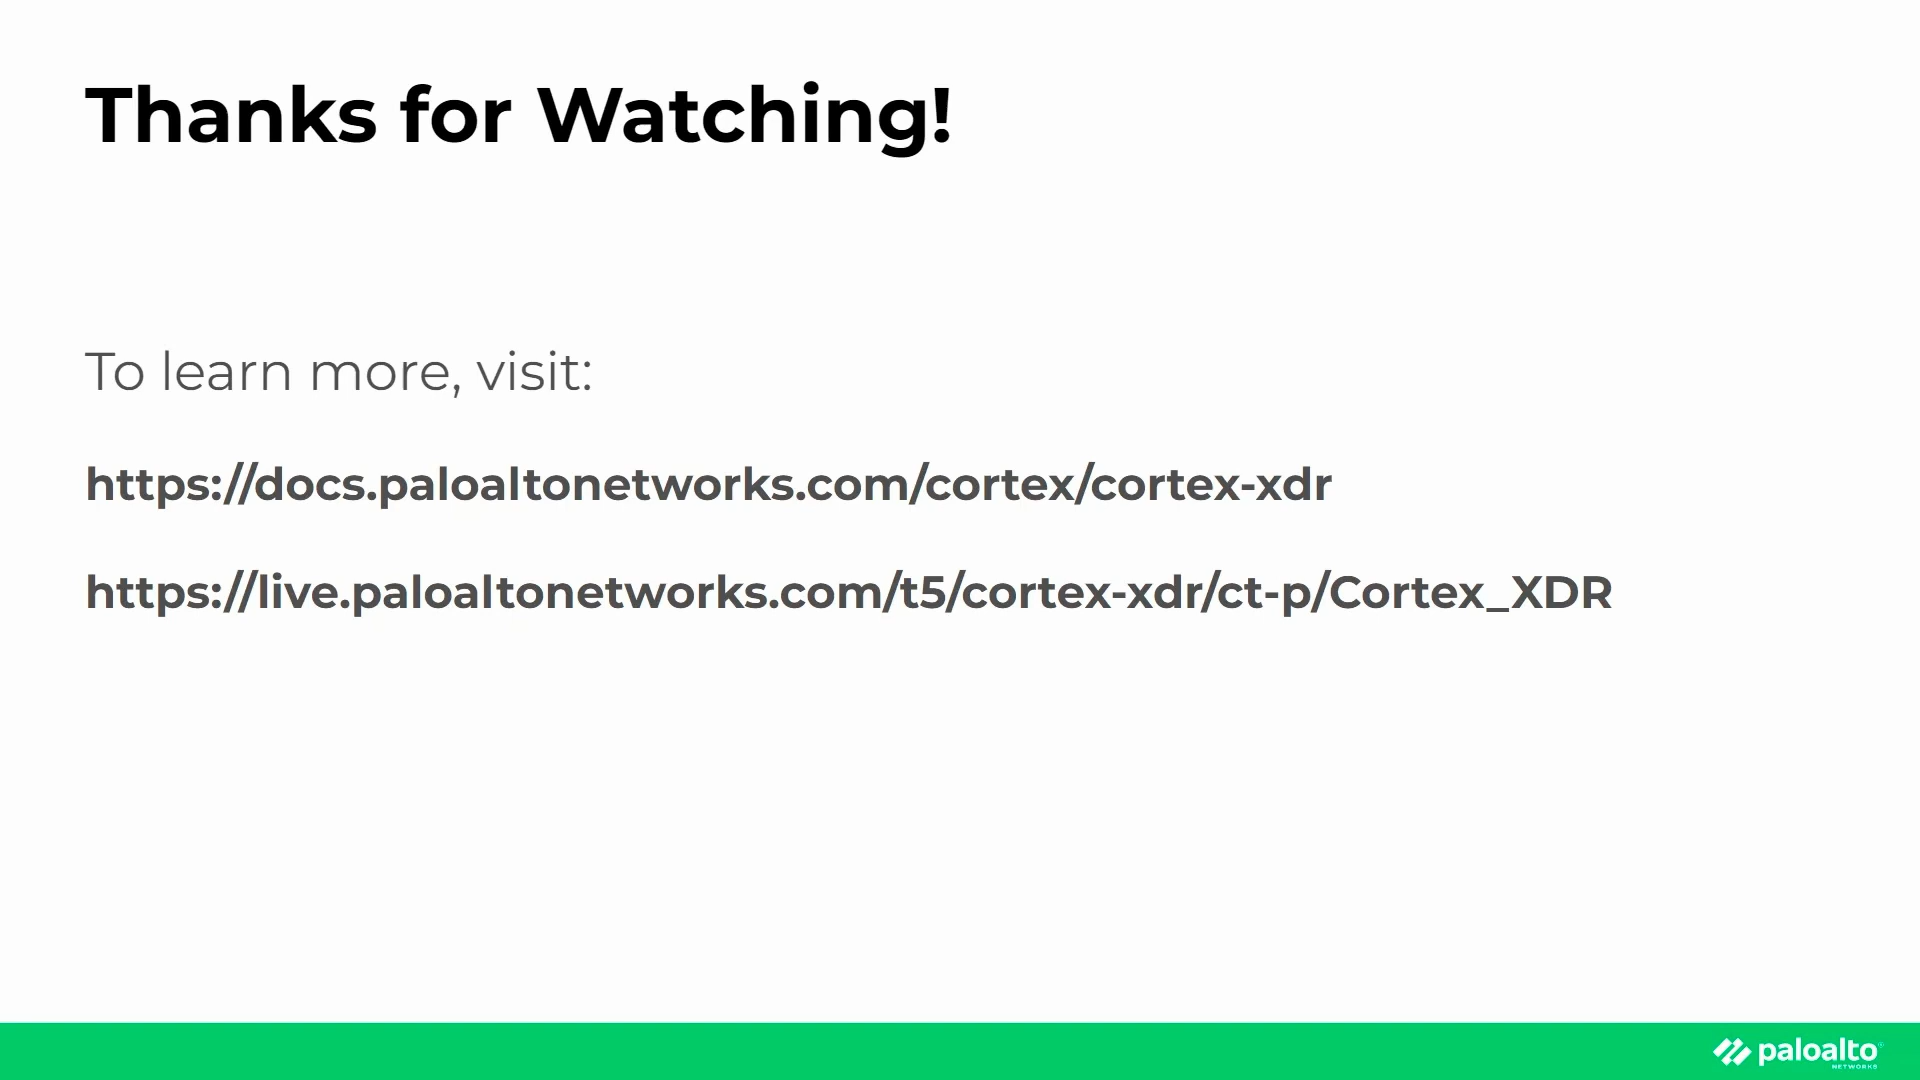 Thanks for Watching!
To learn more, visit:
https://docs.paloaltonetworks.com/cortex/cortex-xdr
https://live.paloaltonetworks.com/t5/cortex-xdr/ct-p/Cortex_XDR
paloalto®
NETWORKS